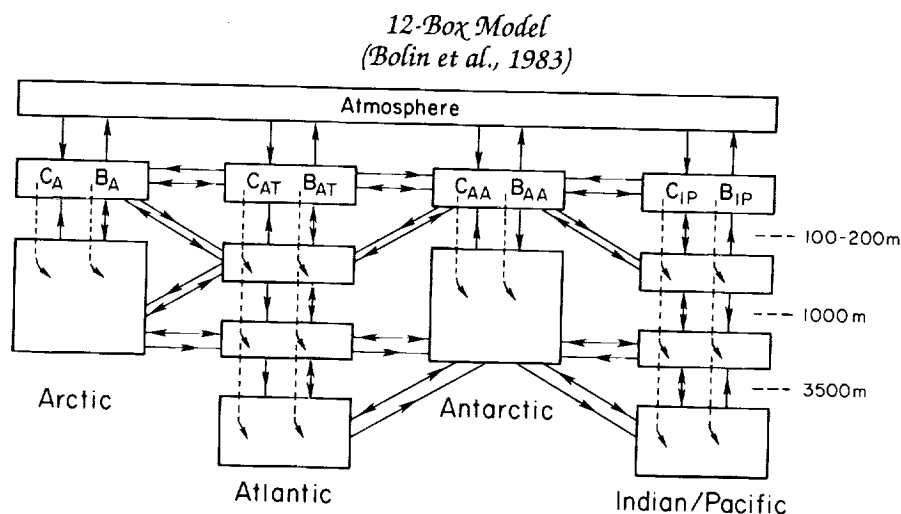 12-Box Model
(Bolin et al., 1983)
Atmosphere
C_A B_A
C_AT B_AT
C_AA B_AA
C_IP B_IP
100-200m
1000m
3500m
Arctic
Antarctic
Atlantic
Indian/Pacific